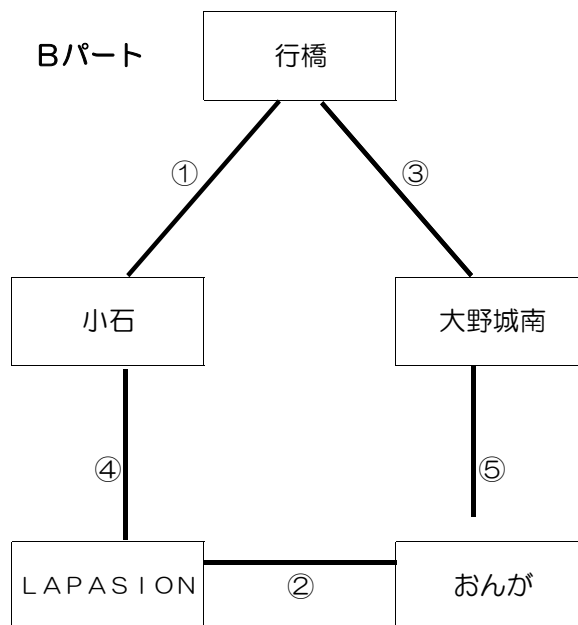 Bパート
行橋
①
③
小石
大野城南
④
⑤
LAPASION
②
おんが